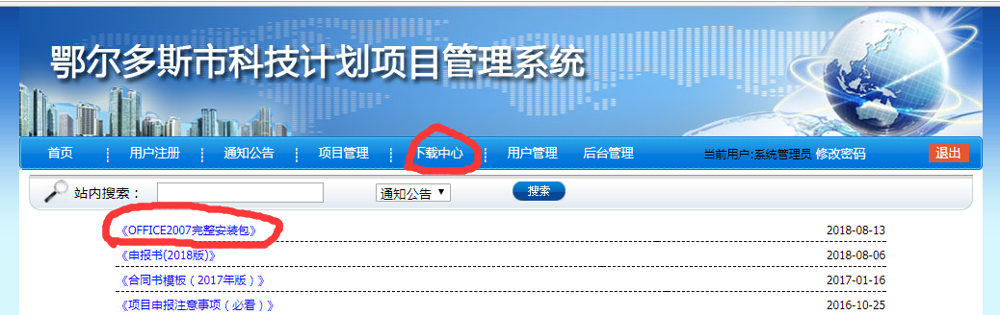 鄂尔多斯市科技计划项目管理系统
首页 用户注册 通知公告 项目管理 下载中心 用户管理 后台管理 当前用户:系统管理员 修改密码 退出
站内搜索： 通知公告 搜索
《OFFICE2007完整安装包》 2018-08-13
《申报书(2018版)》 2018-08-06
《合同书模板（2017年版）》 2017-01-16
《项目申报注意事项（必看）》 2016-10-25